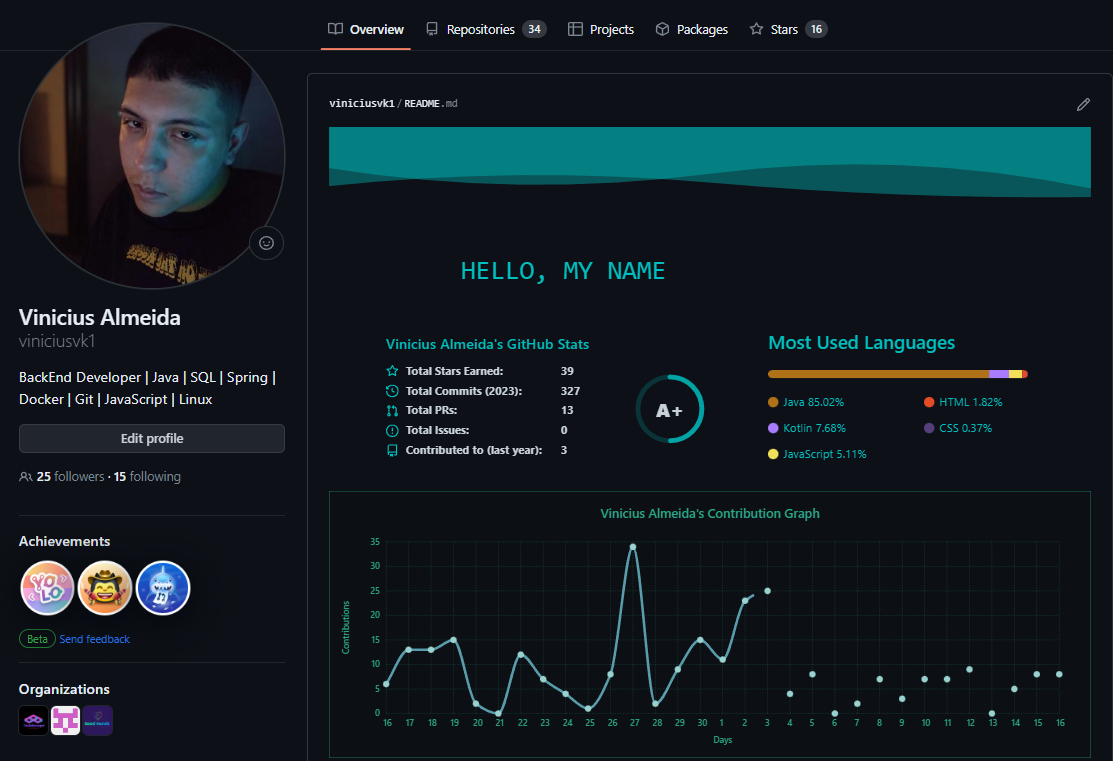 Overview Repositories 34 Projects Packages Stars 16
viniciusvk1/README.md
HELLO, MY NAME
Vinicius Almeida
viniciusvk1
BackEnd Developer | Java | SQL | Spring |
Docker | Git | JavaScript | Linux
Edit profile
25 followers · 15 following
Achievements
YOLO
Beta Send feedback
Organizations
Vinicius Almeida's GitHub Stats
Total Stars Earned: 39
Total Commits (2023): 327
Total PRs: 13
Total Issues: 0
Contributed to (last year): 3
A+
Most Used Languages
Java 85.02%
HTML 1.82%
Kotlin 7.68%
CSS 0.37%
JavaScript 5.11%
Vinicius Almeida's Contribution Graph
Contributions
35
30
25
20
15
10
5
0
16 17 18 19 20 21 22 23 24 25 26 27 28 29 30 1 2 3 4 5 6 7 8 9 10 11 12 13 14 15 16
Days